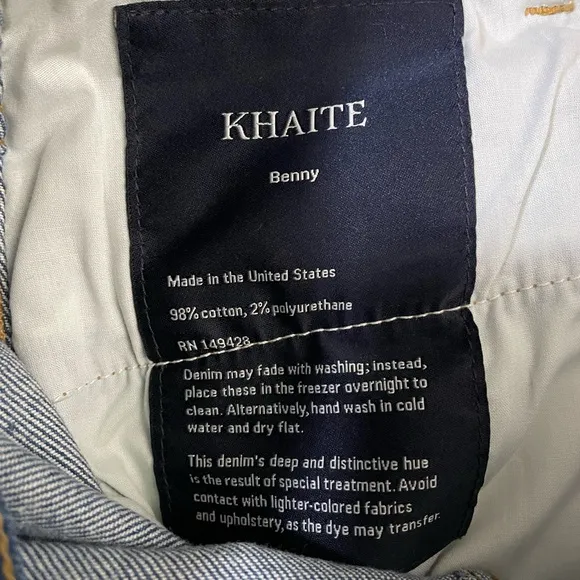 KHAITE
Benny
Made in the United States
98% cotton, 2% polyurethane
RN 149428
Denim may fade with washing; instead,
place these in the freezer overnight to
clean. Alternatively, hand wash in cold
water and dry flat.
This denim's deep and distinctive hue
is the result of special treatment. Avoid
contact with lighter-colored fabrics
and upholstery, as the dye may transfer.